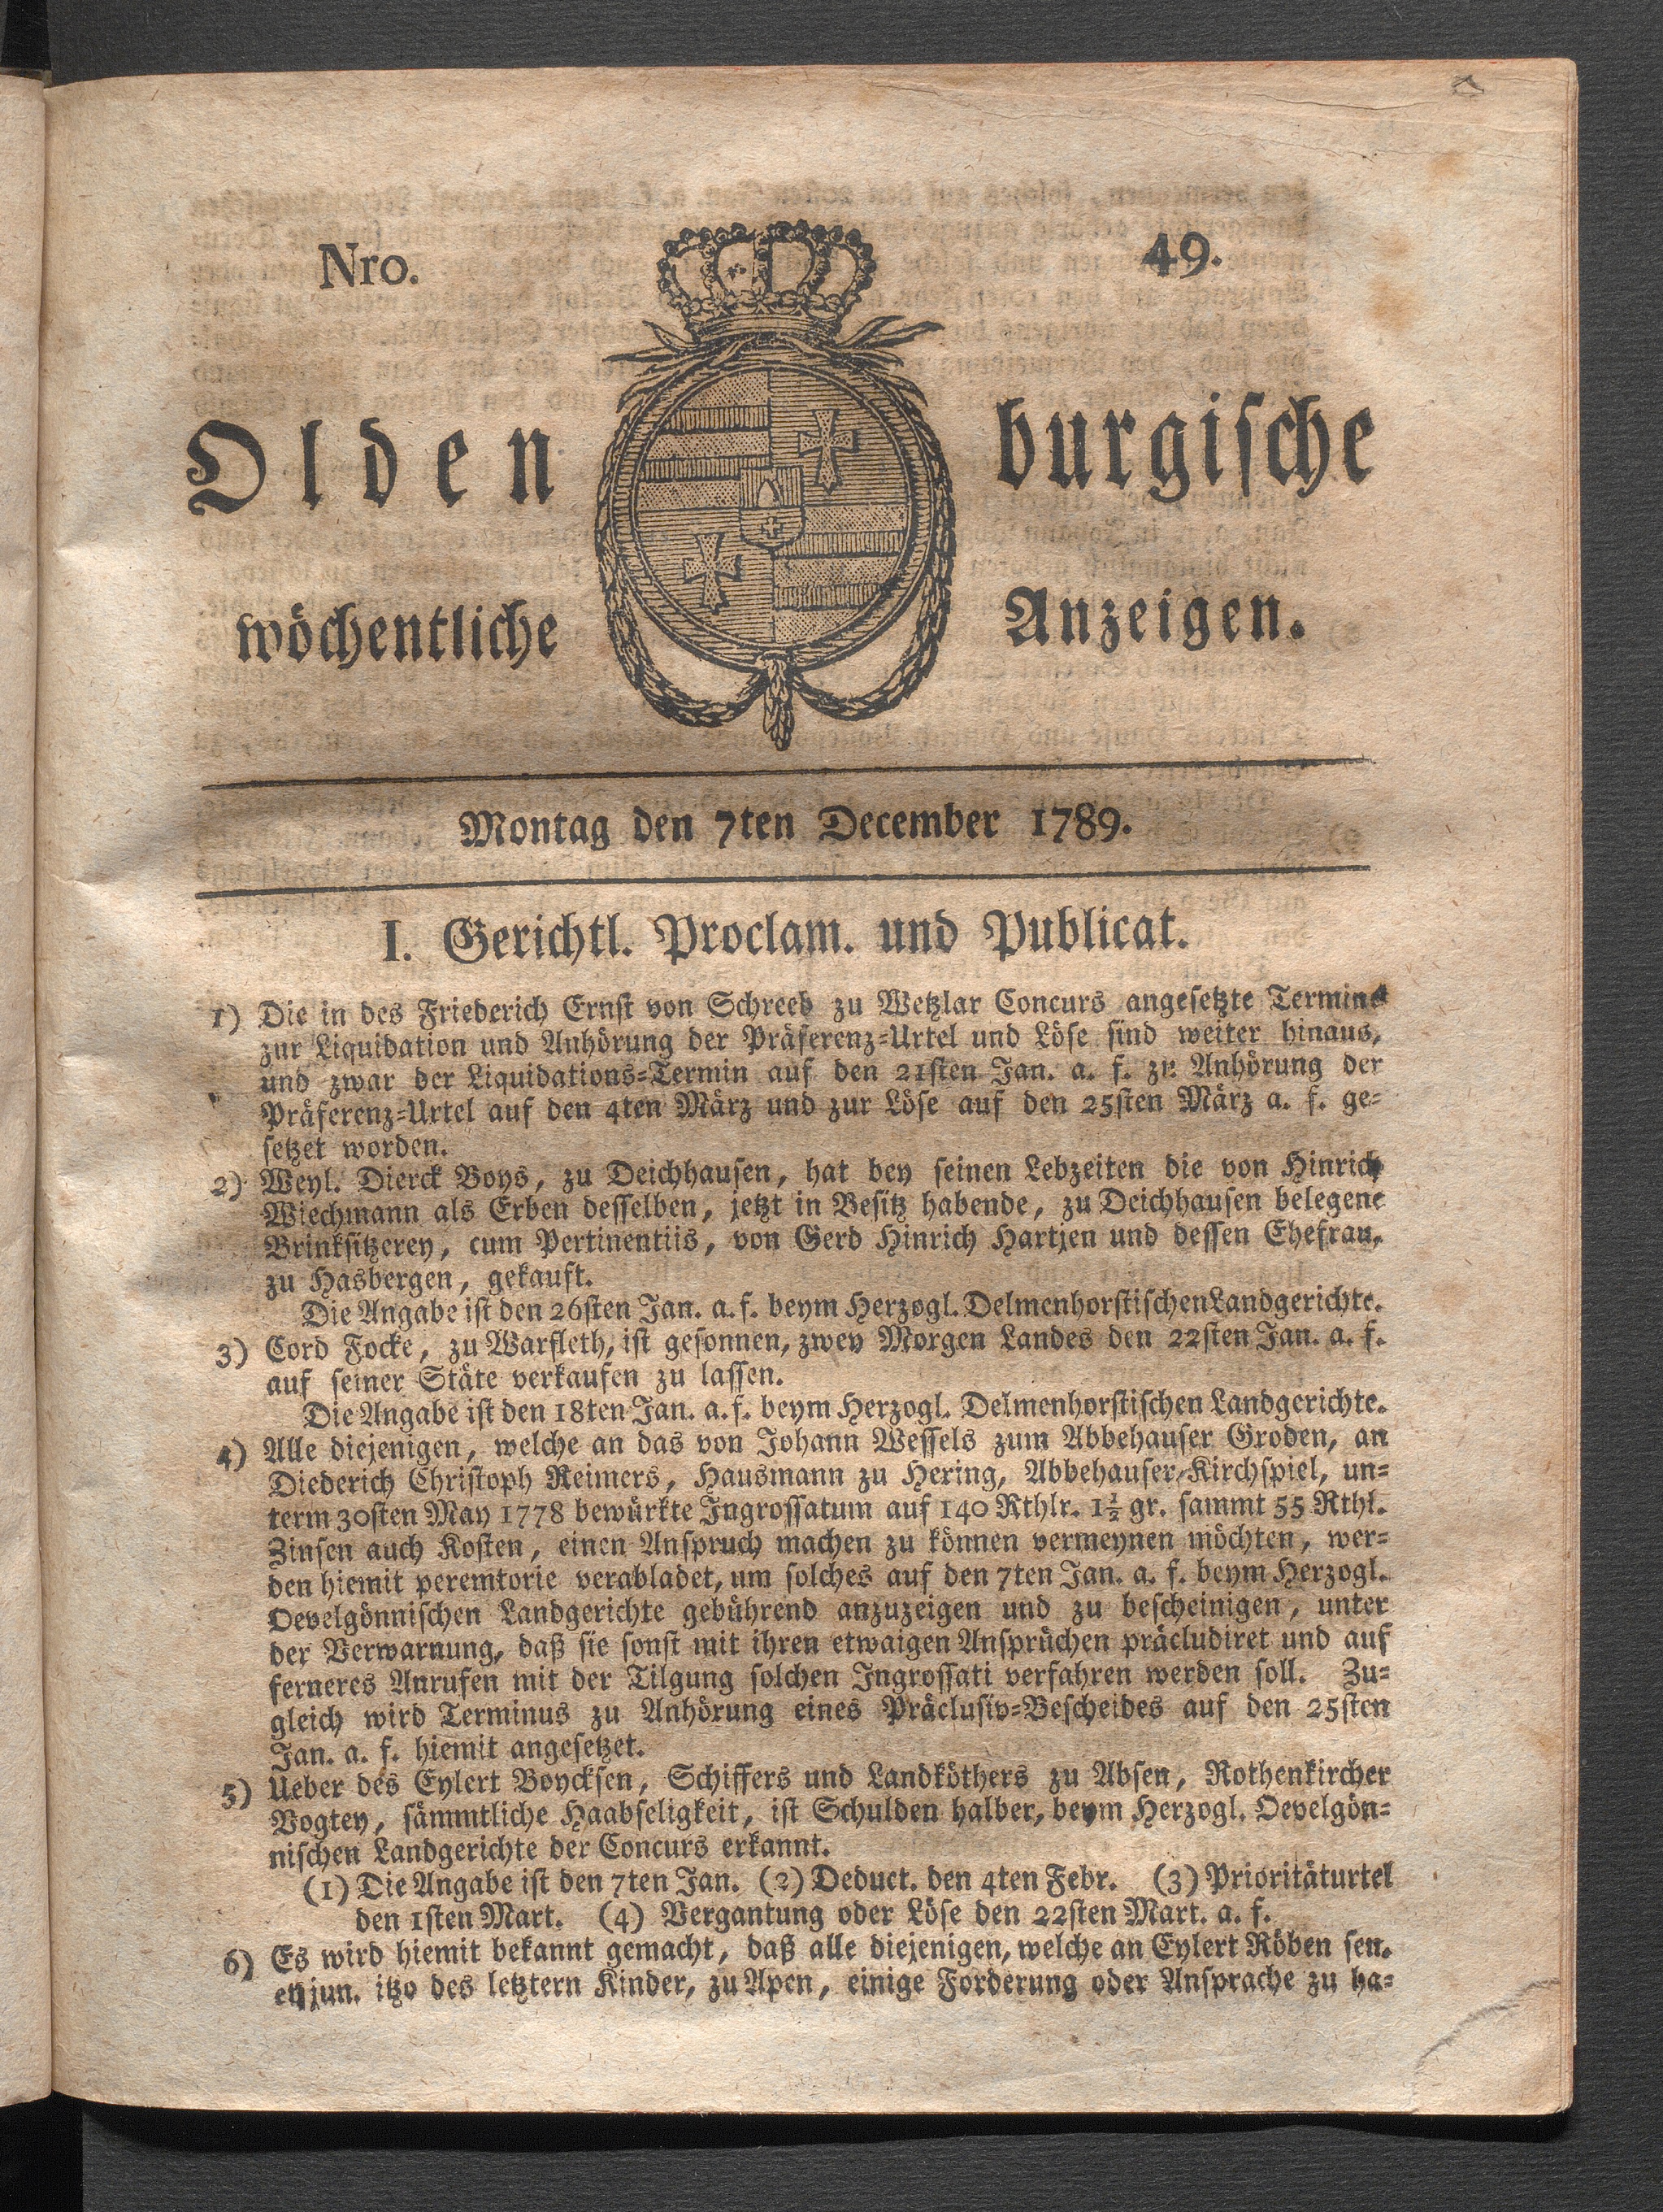 Nro. 49.
Olden burgische
wöchentliche Anzeigen.
Montag den 7ten December 1789.
I. Gerichtl. Proclam. und Publicat.
1) Die in des Friederich Ernst von Schreeb zu Wetzlar Concurs angesetzte Termine
zur Liquidation und Anhörung der Präferenz-Urtel und Löse sind weiter hinaus,
und zwar der Liquidations-Termin auf den 21sten Jan. a. f. zu Anhörung der
Präferenz-Urtel auf den 4ten März und zur Löse auf den 25sten März a. f. ge-
setzet worden.
2) Weyl. Dierck Boys, zu Deichhausen, hat bey seinen Lebzeiten die von Hinrich
Wiechmann als Erben desselben, jetzt in Besitz habende, zu Deichhausen belegene
Brinksitzerey, cum Pertinentiis, von Gerd Hinrich Hartjen und dessen Ehefrau,
zu Hasbergen, gekauft.
Die Angabe ist den 26sten Jan. a. f. beym Herzogl. Delmenhorstischen Landgerichte.
3) Cord Focke, zu Warfleth, ist gesonnen, zwey Morgen Landes den 22sten Jan. a. f.
auf seiner Stäte verkaufen zu lassen.
Die Angabe ist den 18ten Jan. a. f. beym Herzogl. Delmenhorstischen Landgerichte.
4) Alle diejenigen, welche an das von Johann Wessels zum Abbehauser Groden, an
Diederich Christoph Reimers, Hausmann zu Hering, Abbehauser-Kirchspiel, un-
term 30sten May 1778 bewürkte Ingrossatum auf 140 Rthlr. 1½ gr. sammt 55 Rthl.
Zinsen auch Kosten, einen Anspruch machen zu können vermeynen möchten, wer-
den hiemit peremtorie verabladet, um solches auf den 7ten Jan. a. f. beym Herzogl.
Oevelgönnischen Landgerichte gebührend anzuzeigen und zu bescheinigen, unter
der Verwarnung, daß sie sonst mit ihren etwaigen Ansprüchen präcludiret und auf
ferneres Anrufen mit der Tilgung solchen Ingrossati verfahren werden soll. Zu-
gleich wird Terminus zu Anhörung eines Präclusiv-Bescheides auf den 25sten
Jan. a. f. hiemit angesetzet.
5) Ueber des Eylert Boycksen, Schiffers und Landköthers zu Absen, Rothenkircher
Vogtey, sämmtliche Haabseligkeit, ist Schulden halber, beym Herzogl. Oevelgön-
nischen Landgerichte der Concurs erkannt.
(1) Die Angabe ist den 7ten Jan. (2) Deduct. den 4ten Febr. (3) Prioritäturtel
den 1sten Mart. (4) Vergantung oder Löse den 22sten Mart. a. f.
6) Es wird hiemit bekannt gemacht, daß alle diejenigen, welche an Eylert Röben sen.
et jun. itzo des letztern Kinder, zu Apen, einige Forderung oder Ansprache zu ha-